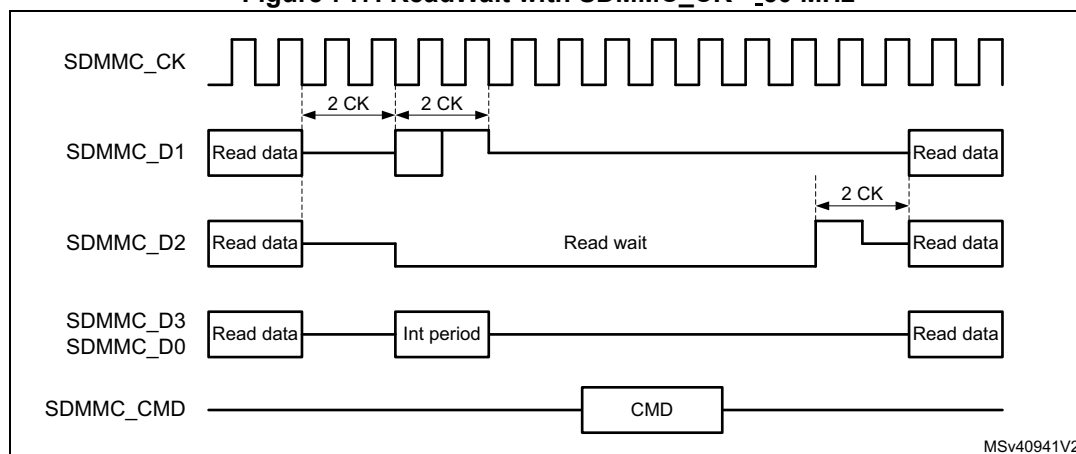 SDMMC_CK
2 CK 2 CK
SDMMC_D1 Read data Read data
2 CK
SDMMC_D2 Read data Read wait Read data
SDMMC_D3
SDMMC_D0
Read data Int period Read data
SDMMC_CMD CMD
MSv40941V2